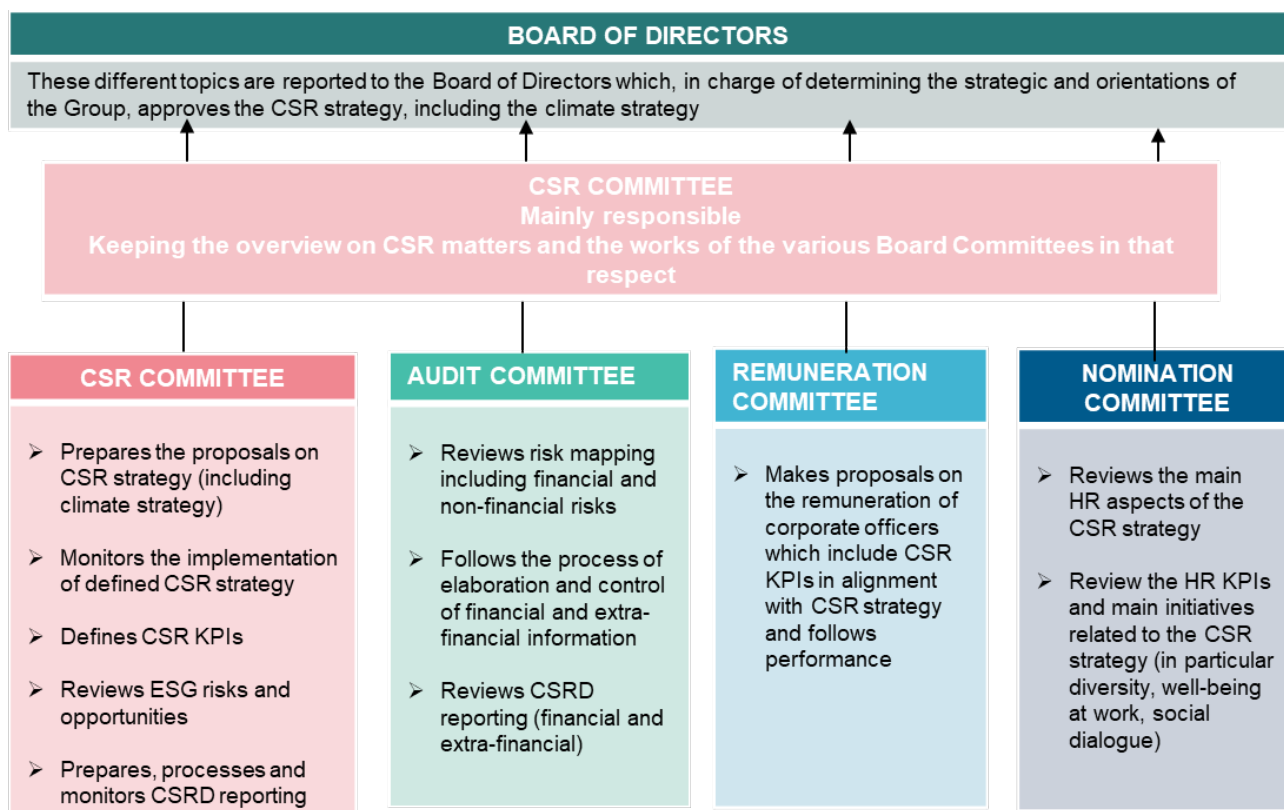 BOARD OF DIRECTORS
These different topics are reported to the Board of Directors which, in charge of determining the strategic and orientations of
the Group, approves the CSR strategy, including the climate strategy
CSR COMMITTEE
Mainly responsible
Keeping the overview on CSR matters and the works of the various Board Committees in that
respect
CSR COMMITTEE
➢ Prepares the proposals on
CSR strategy (including
climate strategy)
➢ Monitors the implementation
of defined CSR strategy
➢ Defines CSR KPIs
➢ Reviews ESG risks and
opportunities
➢ Prepares, processes and
monitors CSRD reporting
AUDIT COMMITTEE
➢ Reviews risk mapping
including financial and
non-financial risks
➢ Follows the process of
elaboration and control
of financial and extra-
financial information
➢ Reviews CSRD
reporting (financial and
extra-financial)
REMUNERATION
COMMITTEE
➢ Makes proposals on
the remuneration of
corporate officers
which include CSR
KPIs in alignment
with CSR strategy
and follows
performance
NOMINATION
COMMITTEE
➢ Reviews the main
HR aspects of the
CSR strategy
➢ Review the HR KPIs
and main initiatives
related to the CSR
strategy (in particular
diversity, well-being
at work, social
dialogue)